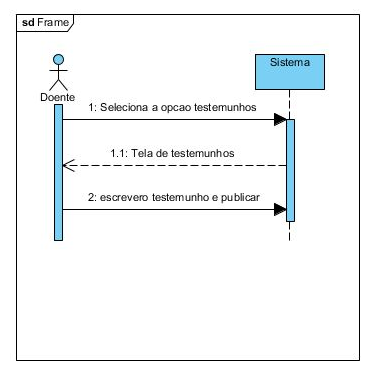 sd Frame
Sistema
Doente
1: Seleciona a opcao testemunhos
1.1: Tela de testemunhos
2: escrevero testemunho e publicar